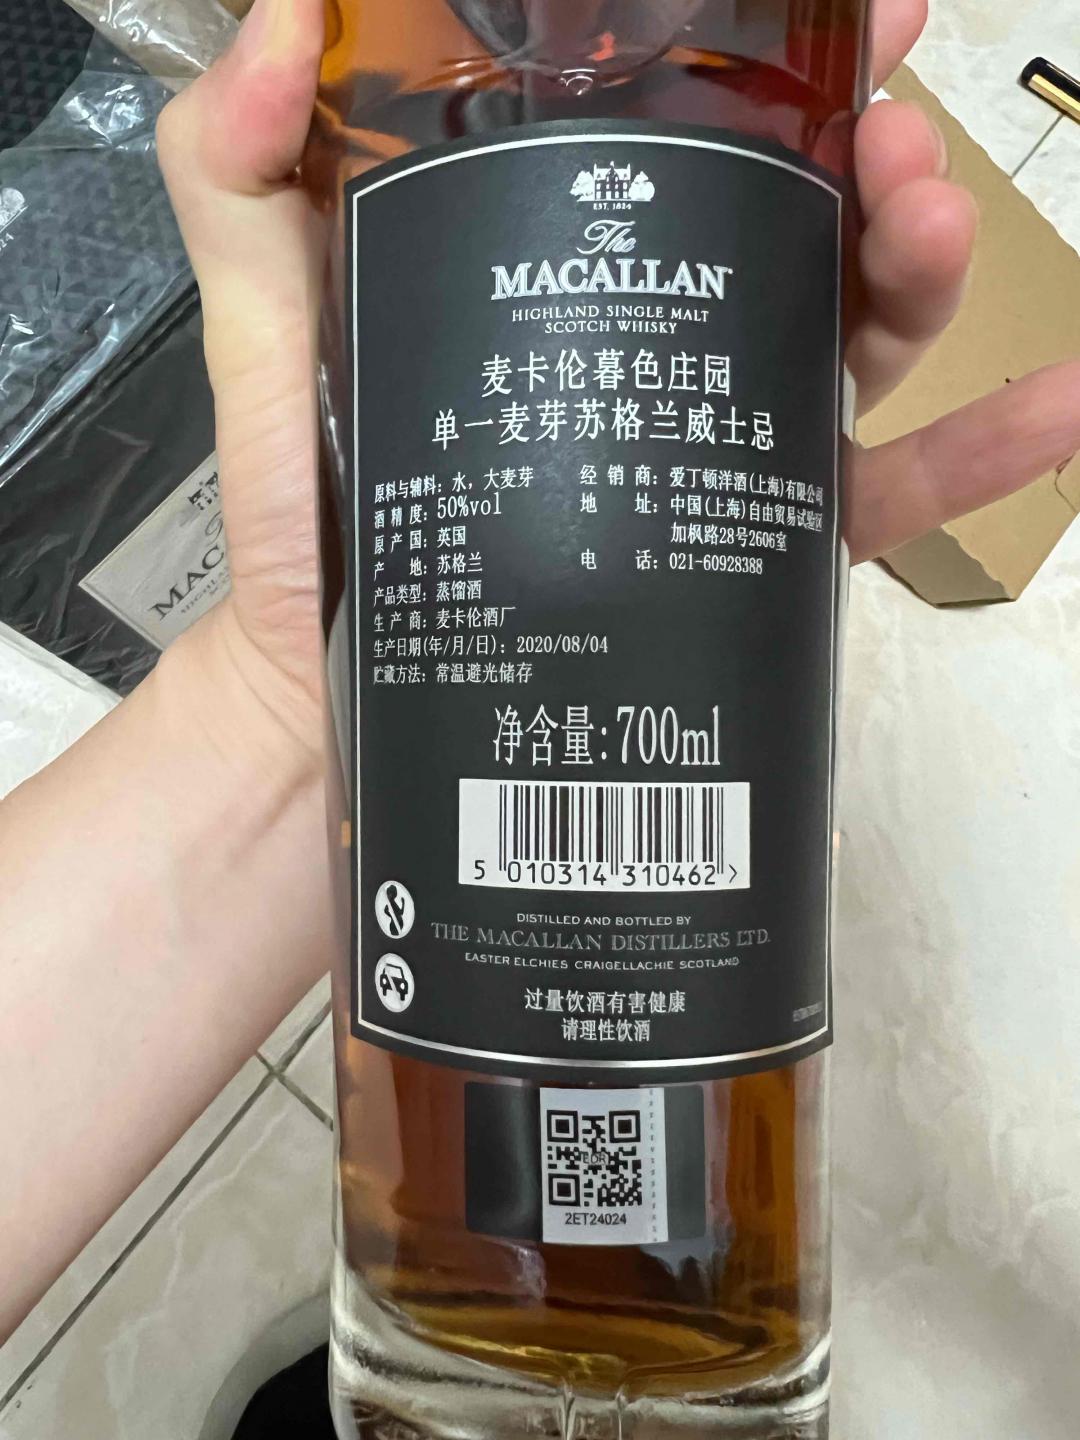 EST. 1824
The
MACALLAN
HIGHLAND SINGLE MALT
SCOTCH WHISKY
麦卡伦暮色庄园
单一麦芽苏格兰威士忌
原料与辅料：水，大麦芽
酒精度：50%vol
原产国：英国
产地：苏格兰
产品类型：蒸馏酒
生产商：麦卡伦酒厂
生产日期(年/月/日)：2020/08/04
贮藏方法：常温避光储存
经销商：爱丁顿洋酒(上海)有限公司
地址：中国(上海)自由贸易试验区
加枫路28号2606室
电话：021-60928388
净含量：700ml
5 010314 310462 >
DISTILLED AND BOTTLED BY
THE MACALLAN DISTILLERS LTD.
EASTER ELCHIES CRAIGELLACHIE SCOTLAND
过量饮酒有害健康
请理性饮酒
EDR
2ET24024
MAC